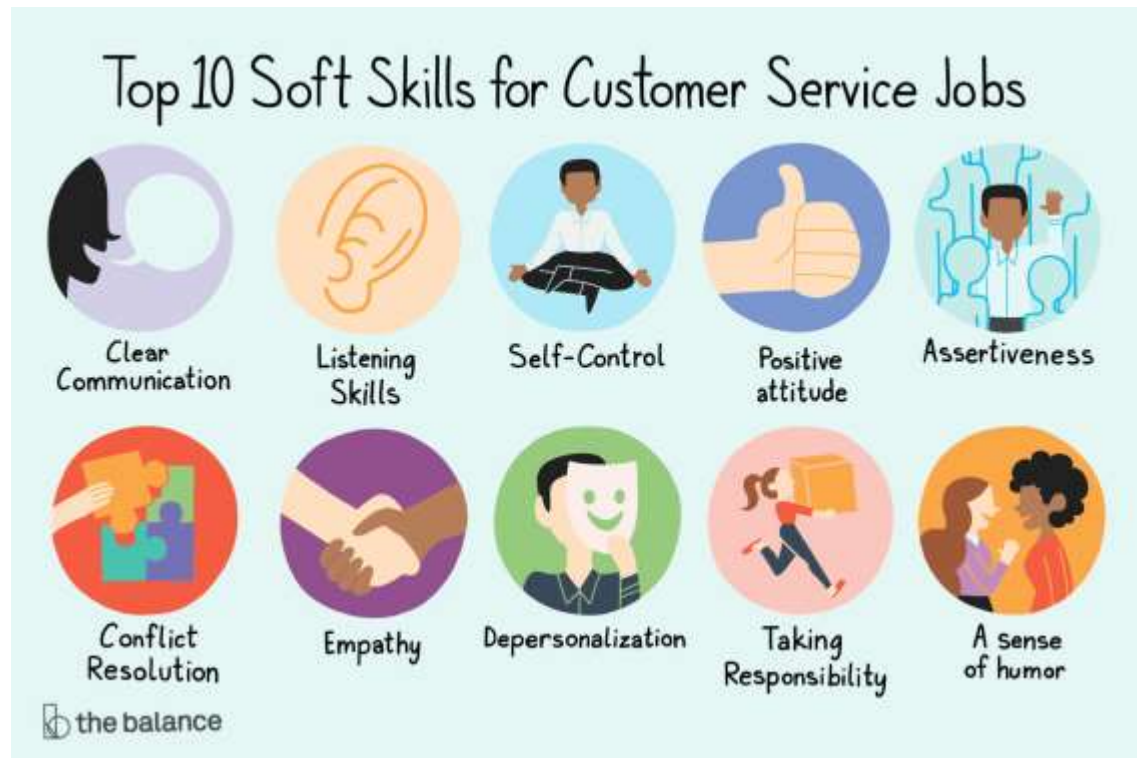 Top 10 Soft Skills for Customer Service Jobs
Clear
Communication
Listening
Skills
Self-Control
Positive
attitude
Assertiveness
Conflict
Resolution
Empathy
Depersonalization
Taking
Responsibility
A sense
of humor
the balance